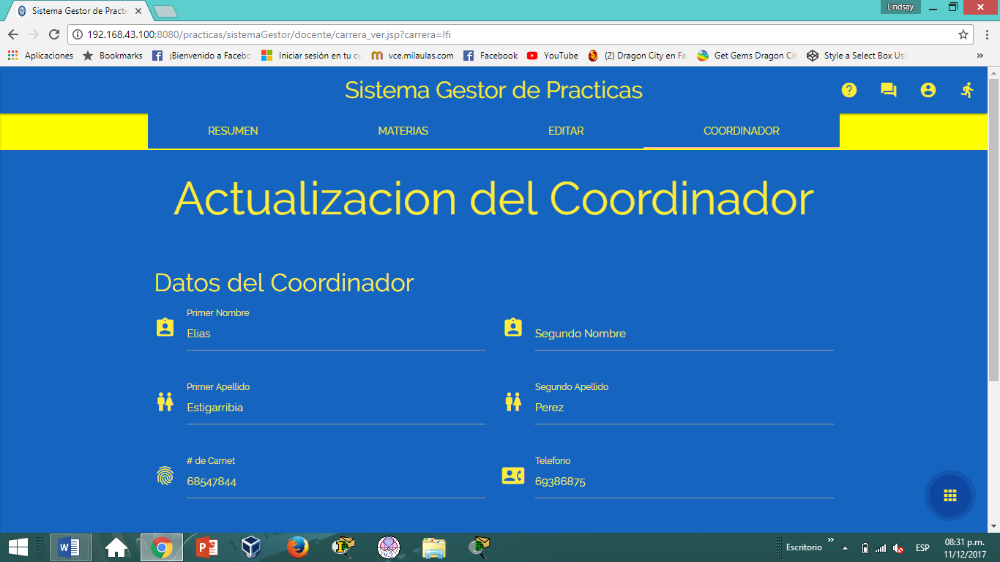 Sistema Gestor de Practic
Lindsay
192.168.43.100:8080/practicas/sistemaGestor/docente/carrera_ver.jsp?carrera=Ifi
Aplicaciones Bookmarks ¡Bienvenido a Facebo Iniciar sesión en tu cu vce.milaulas.com Facebook YouTube (2) Dragon City en Fa Get Gems Dragon Cit Style a Select Box Usi »
Sistema Gestor de Practicas
RESUMEN MATERIAS EDITAR COORDINADOR
Actualizacion del Coordinador
Datos del Coordinador
Primer Nombre
Elias
Segundo Nombre
Primer Apellido
Estigarribia
Segundo Apellido
Perez
# de Carnet
68547844
Telefono
69386875
Escritorio » ESP
08:31 p.m.
11/12/2017